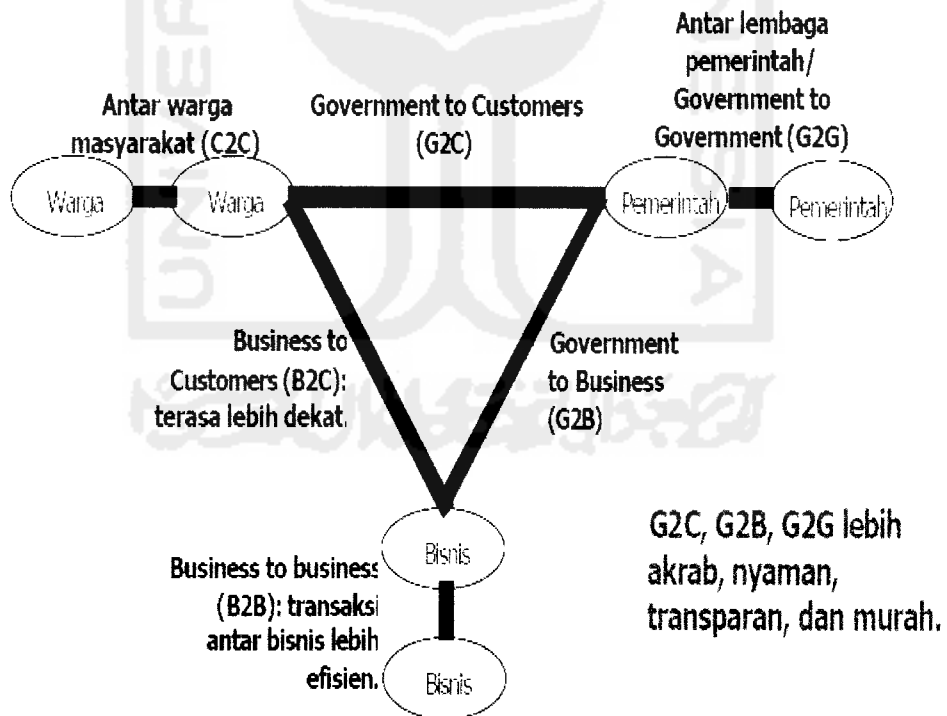 Antar lembaga
pemerintah/
Government to
Government (G2G)
Antar warga
masyarakat (C2C)
Government to Customers
(G2C)
Warga
Warga
Pemerintah
Pemerintah
Business to
Customers (B2C):
terasa lebih dekat.
Government
to Business
(G2B)
Bisnis
Business to business
(B2B): transaksi
antar bisnis lebih
efisien.
Bisnis
G2C, G2B, G2G lebih
akrab, nyaman,
transparan, dan murah.